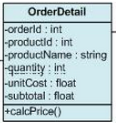 OrderDetail
-orderId : int
-productId : int
-productName : string
-quantity : int
-unitCost : float
-subtotal : float
+calcPrice()